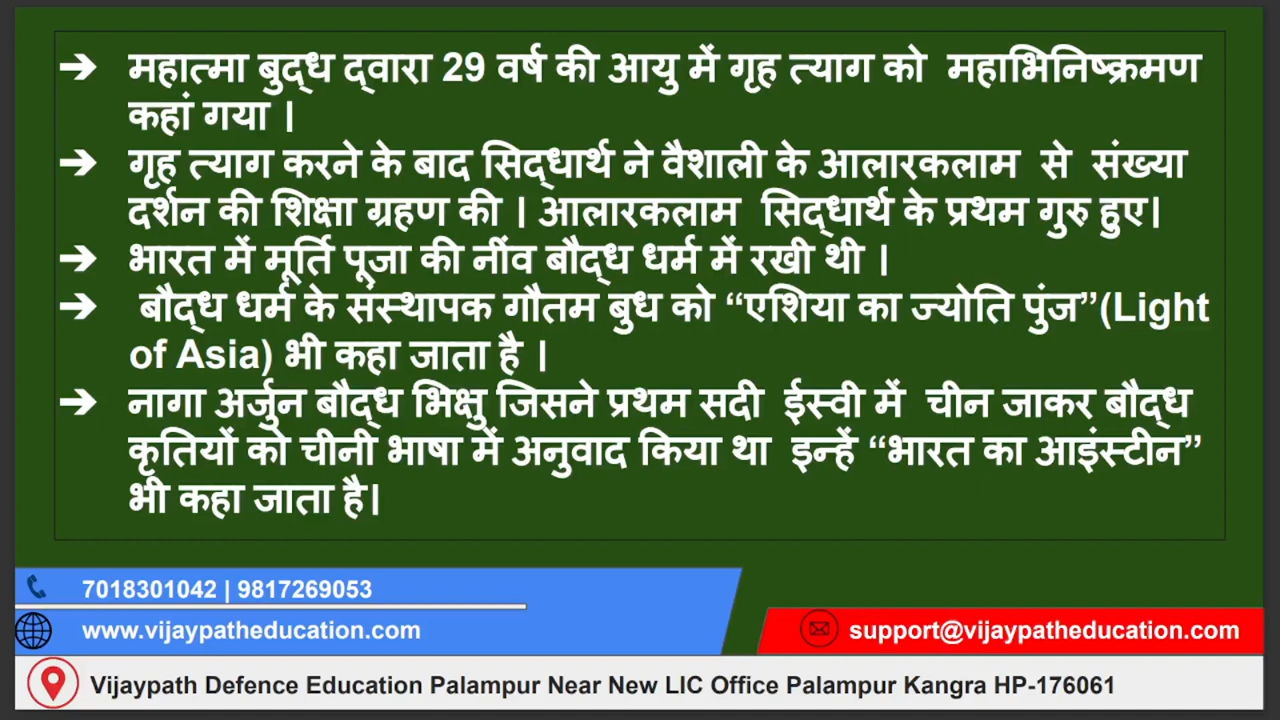 ➔ महात्मा बुद्ध द्वारा 29 वर्ष की आयु में गृह त्याग को महाभिनिष्क्रमण
कहां गया ।
➔ गृह त्याग करने के बाद सिद्धार्थ ने वैशाली के आलारकलाम से संख्या
दर्शन की शिक्षा ग्रहण की । आलारकलाम सिद्धार्थ के प्रथम गुरु हुए।
➔ भारत में मूर्ति पूजा की नींव बौद्ध धर्म में रखी थी ।
➔ बौद्ध धर्म के संस्थापक गौतम बुध को “एशिया का ज्योति पुंज”(Light
of Asia) भी कहा जाता है ।
➔ नागा अर्जुन बौद्ध भिक्षु जिसने प्रथम सदी ईस्वी में चीन जाकर बौद्ध
कृतियों को चीनी भाषा में अनुवाद किया था इन्हें “भारत का आइंस्टीन”
भी कहा जाता है।
7018301042 | 9817269053
www.vijaypatheducation.com
support@vijaypatheducation.com
Vijaypath Defence Education Palampur Near New LIC Office Palampur Kangra HP-176061